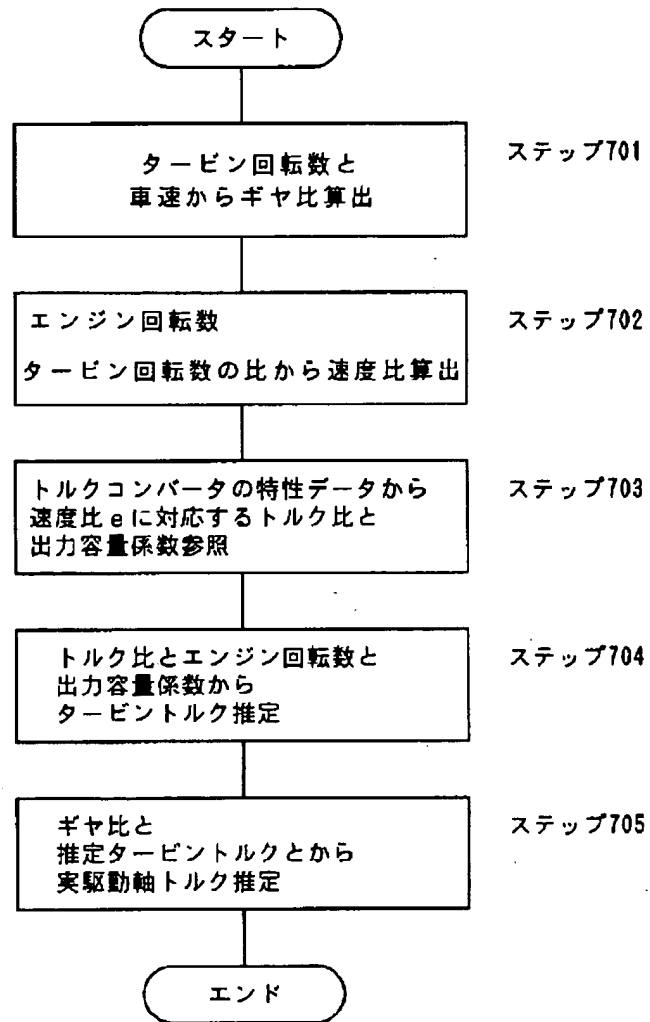 スタート
タービン回転数と
車速からギヤ比算出
ステップ701
エンジン回転数
タービン回転数の比から速度比算出
ステップ702
トルクコンバータの特性データから
速度比eに対応するトルク比と
出力容量係数参照
ステップ703
トルク比とエンジン回転数と
出力容量係数から
タービントルク推定
ステップ704
ギヤ比と
推定タービントルクとから
実駆動軸トルク推定
ステップ705
エンド